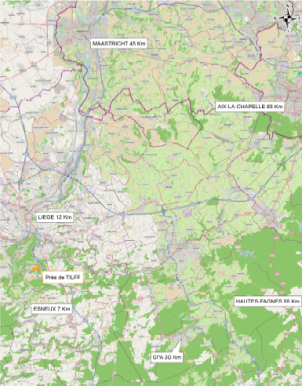 MAASTRICHT 45 Km
AIX-LA-CHAPELLE 66 Km
LIEGE 12 Km
Près de TILFF
HAUTES-FAGNES 55 Km
ESNEUX 7 Km
SPA 30 Km